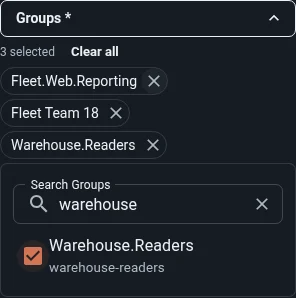 Groups *
3 selected Clear all
Fleet.Web.Reporting
Fleet Team 18
Warehouse.Readers
Search Groups
warehouse
Warehouse.Readers
warehouse-readers